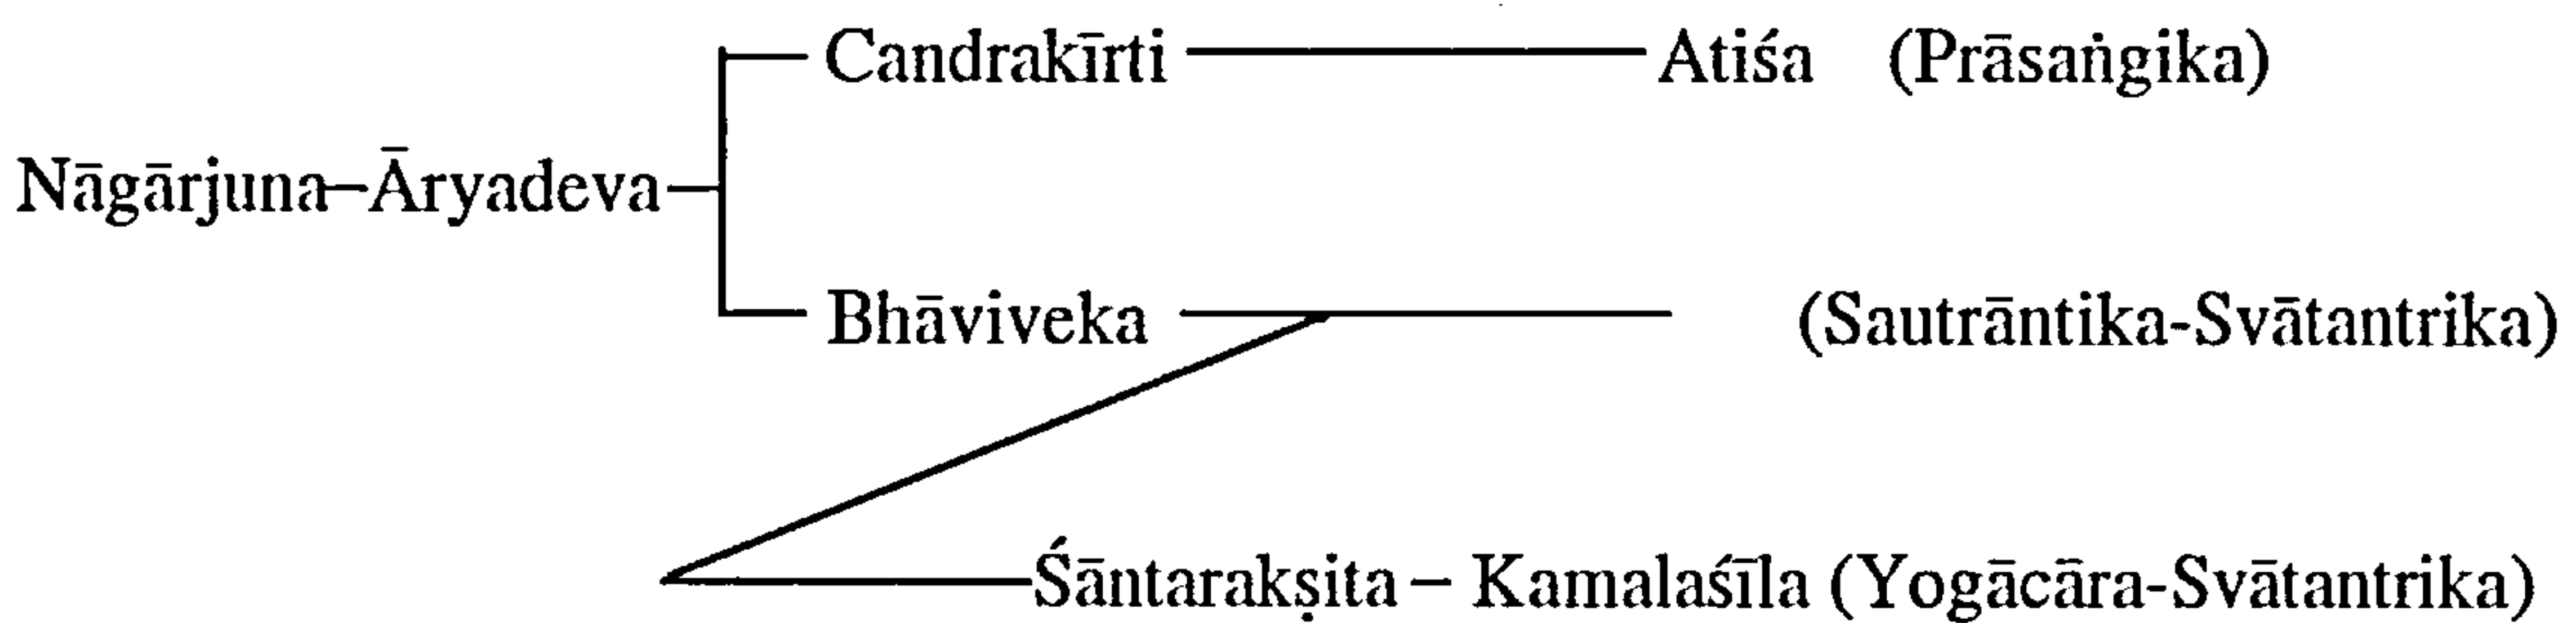 Candrakīrti Atiśa (Prāsaṅgika)
Nāgārjuna–Āryadeva
Bhāviveka (Sautrāntika-Svātantrika)
Śāntarakṣita – Kamalaśīla (Yogācāra-Svātantrika)